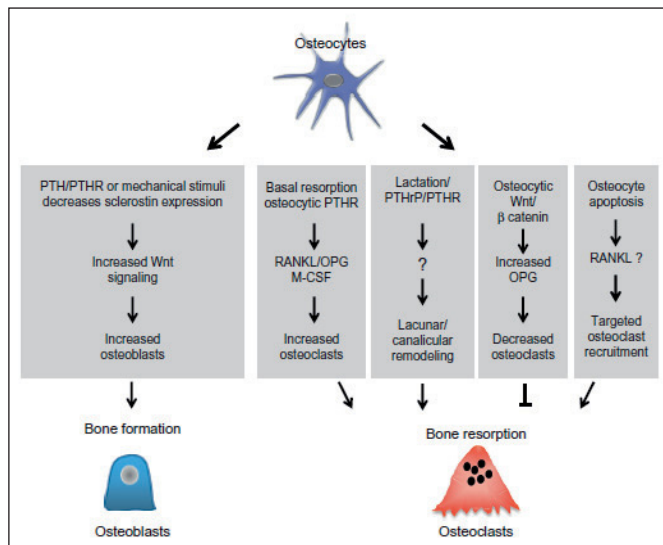 Osteocytes
PTH/PTHR or mechanical stimuli
decreases sclerostin expression
Increased Wnt
signaling
Increased
osteoblasts
Basal resorption
osteocytic PTHR
RANKL/OPG
M-CSF
Increased
osteoclasts
Lactation/
PTHrP/PTHR
?
Lacunar/
canalicular
remodeling
Osteocytic
Wnt/
β catenin
Increased
OPG
Decreased
osteoclasts
Osteocyte
apoptosis
RANKL ?
Targeted
osteoclast
recruitment
Bone formation
Osteoblasts
Bone resorption
Osteoclasts